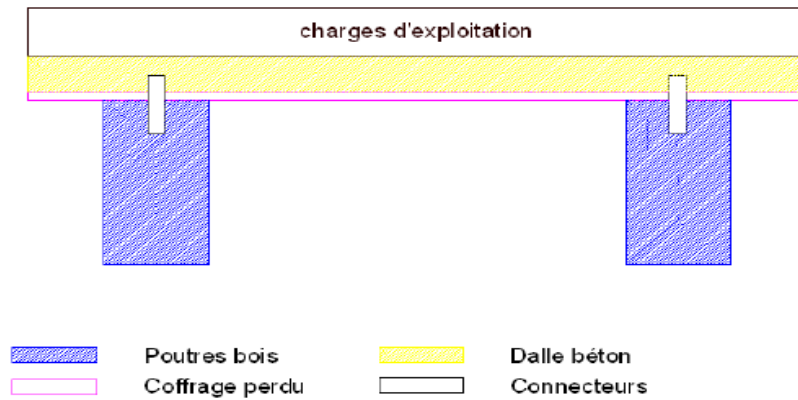 charges d'exploitation
Poutres bois
Dalle béton
Coffrage perdu
Connecteurs